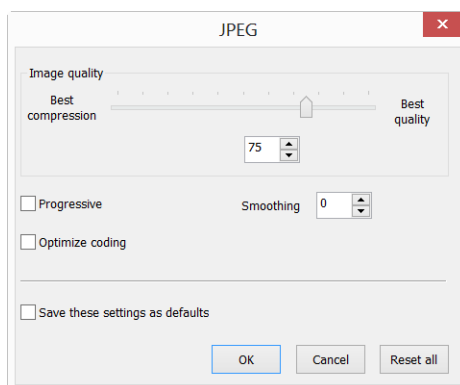 JPEG
Image quality
Best compression
Best quality
75
Progressive
Smoothing 0
Optimize coding
Save these settings as defaults
OK Cancel Reset all